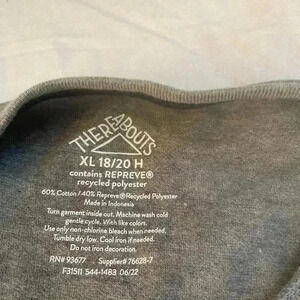 THEREABOUTS
XL 18/20 H
contains REPREVE®
recycled polyester
60% Cotton / 40% Repreve®Recycled Polyester
Made in Indonesia
Turn garment inside out. Machine wash cold
gentle cycle. With like colors.
Use only non-chlorine bleach when needed.
Tumble dry low. Cool iron if needed.
Do not iron decoration.
RN# 93677 Supplier# 76628-7
F31511 544-1483 06/22